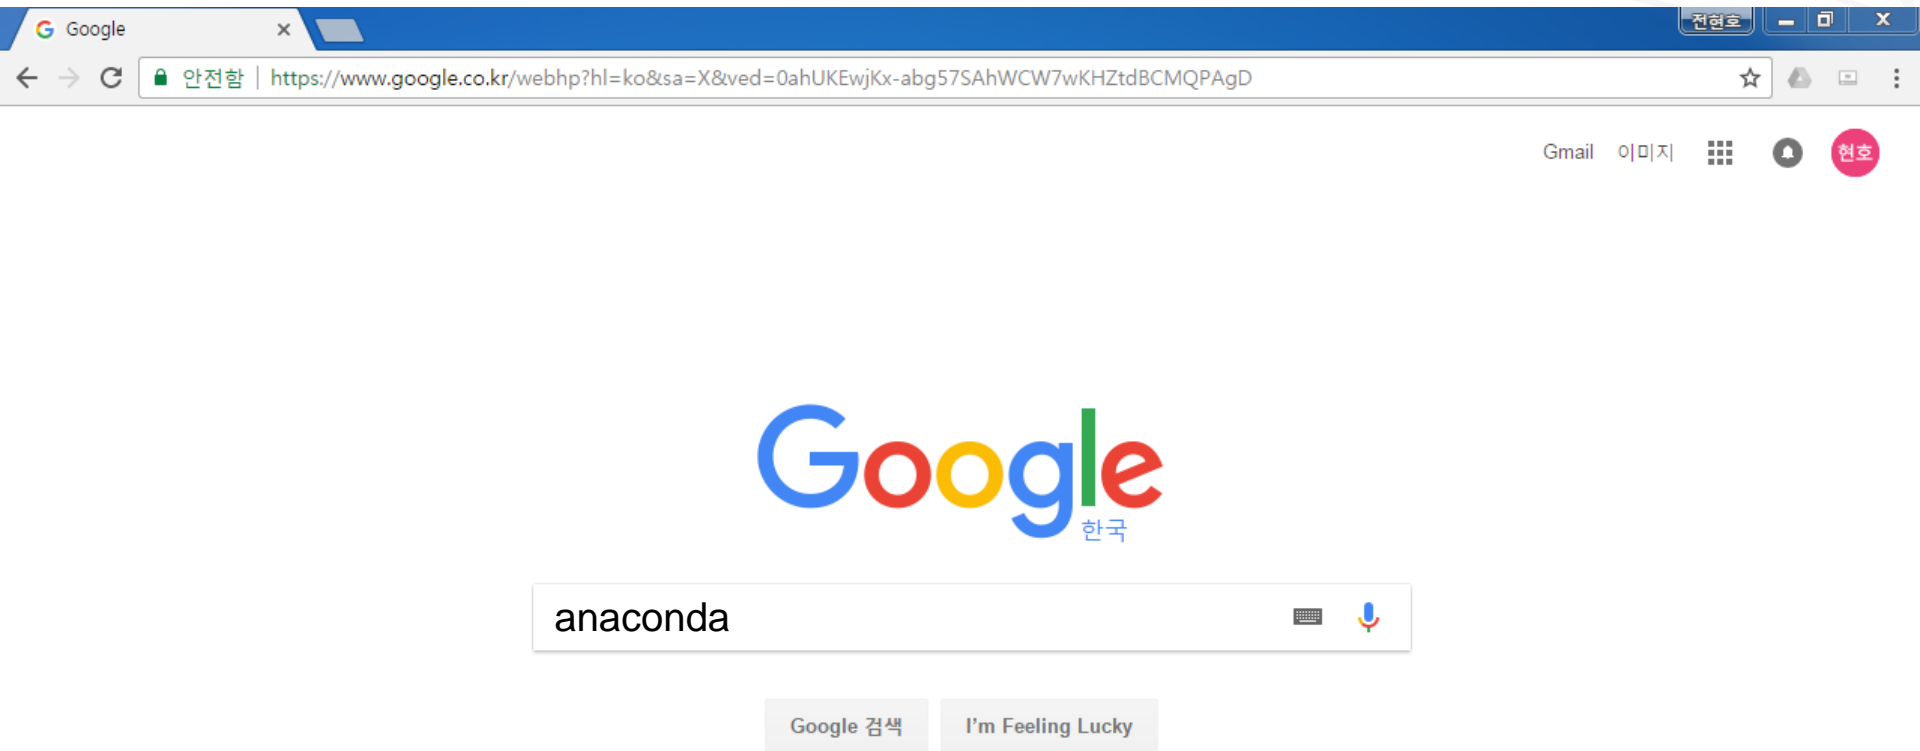 Google
전현호
안전함 | https://www.google.co.kr/webhp?hl=ko&sa=X&ved=0ahUKEwjKx-abg57SAhWCW7wKHZtdBCMQPAgD
Gmail 이미지 현호
Google
한국
anaconda
Google 검색 I'm Feeling Lucky